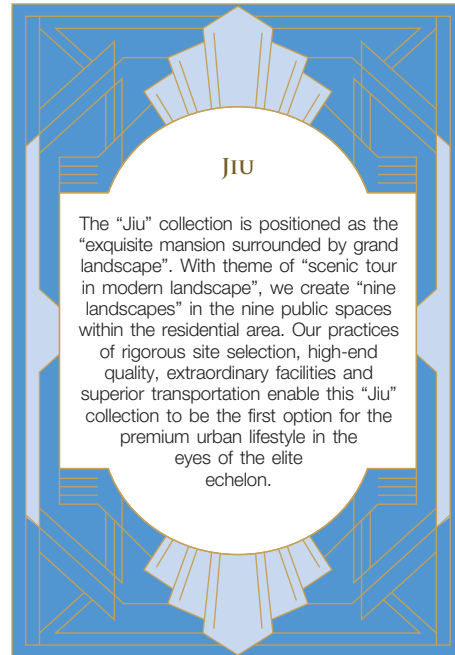 JIU
The “Jiu” collection is positioned as the
“exquisite mansion surrounded by grand
landscape”. With theme of “scenic tour
in modern landscape”, we create “nine
landscapes” in the nine public spaces
within the residential area. Our practices
of rigorous site selection, high-end
quality, extraordinary facilities and
superior transportation enable this “Jiu”
collection to be the first option for the
premium urban lifestyle in the
eyes of the elite
echelon.